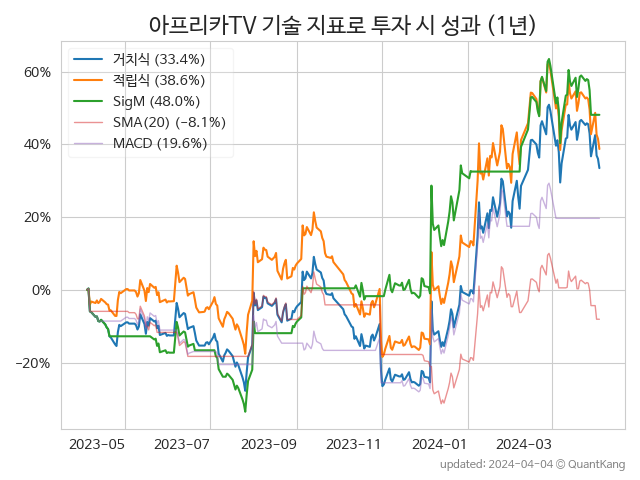 아프리카TV 기술 지표로 투자 시 성과 (1년)
거치식 (33.4%)
적립식 (38.6%)
SigM (48.0%)
SMA(20) (−8.1%)
MACD (19.6%)
60%
40%
20%
0%
−20%
2023-05
2023-07
2023-09
2023-11
2024-01
2024-03
updated: 2024-04-04 © QuantKang